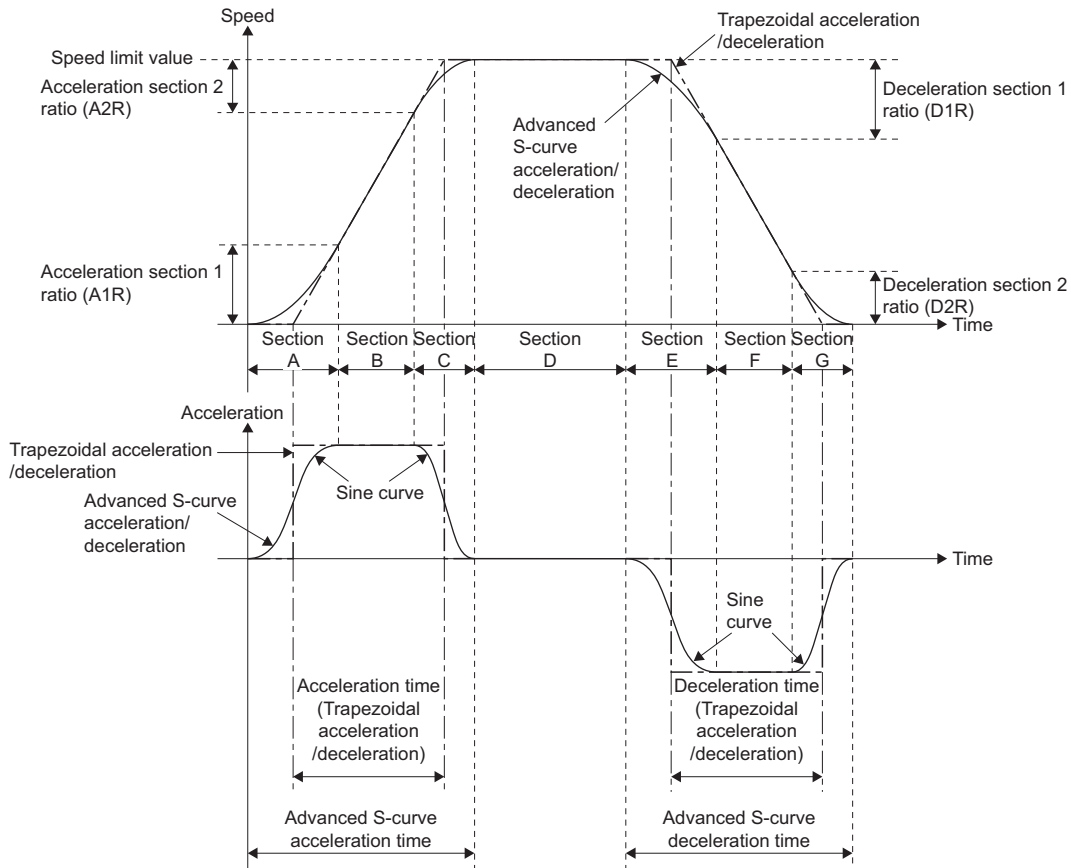 Speed
Speed limit value
Acceleration section 2
ratio (A2R)
Acceleration section 1
ratio (A1R)
Trapezoidal acceleration
/deceleration
Advanced
S-curve
acceleration/
deceleration
Deceleration section 1
ratio (D1R)
Deceleration section 2
ratio (D2R)
Time
Section
A
Section
B
Section
C
Section
D
Section
E
Section
F
Section
G
Acceleration
Trapezoidal acceleration
/deceleration
Advanced S-curve
acceleration/
deceleration
Sine curve
Time
Sine
curve
Acceleration time
(Trapezoidal
acceleration
/deceleration)
Deceleration time
(Trapezoidal
acceleration
/deceleration)
Advanced S-curve
acceleration time
Advanced S-curve
deceleration time